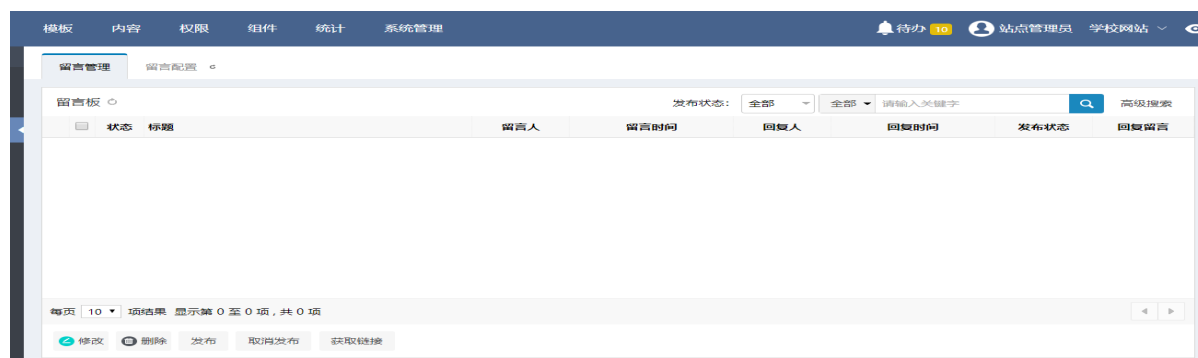 模板 内容 权限 组件 统计 系统管理 待办 10 站点管理员 学校网站
留言管理 留言配置
留言板 发布状态: 全部 全部 请输入关键字 高级搜索
状态 标题 留言人 留言时间 回复人 回复时间 发布状态 回复留言
每页 10 项结果 显示第 0 至 0 项 , 共 0 项
修改 删除 发布 取消发布 获取链接